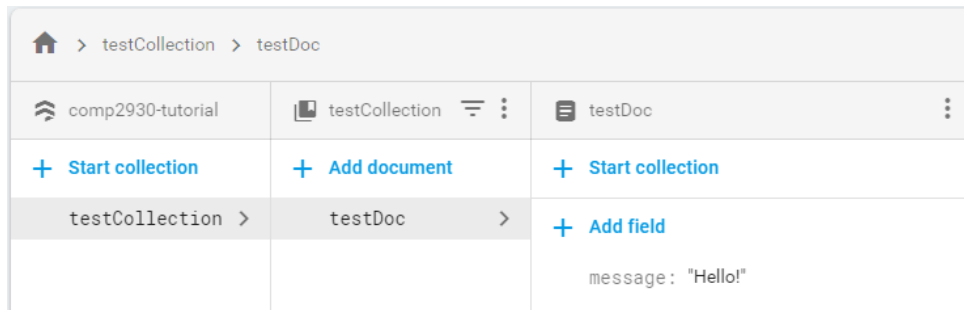 testCollection > testDoc
comp2930-tutorial
testCollection
testDoc
+ Start collection
+ Add document
+ Start collection
testCollection >
testDoc >
+ Add field
message: "Hello!"